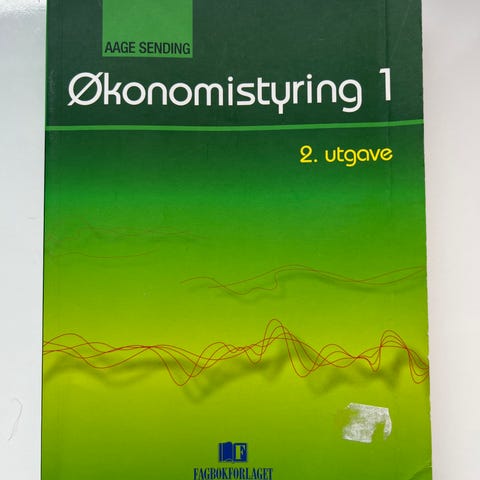 AAGE SENDING
Økonomistyring 1
2. utgave
F
FAGBOKFORLAGET